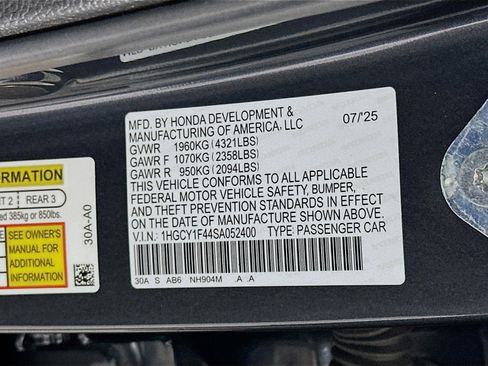 MFD. BY HONDA DEVELOPMENT & 07/'25
MANUFACTURING OF AMERICA, LLC
GVWR 1960KG (4321LBS)
GAWR F 1070KG (2358LBS)
GAWR R 950KG (2094LBS)
THIS VEHICLE CONFORMS TO ALL APPLICABLE
FEDERAL MOTOR VEHICLE SAFETY, BUMPER,
AND THEFT PREVENTION STANDARDS IN EFFECT
ON THE DATE OF MANUFACTURE SHOWN ABOVE.
V.I.N.: 1HGCY1F44SA052400 TYPE: PASSENGER CAR
30A S AB6 NH904M A A
ORMATION
T 2 REAR 3
ed 385kg or 850lbs.
SEE OWNER'S
MANUAL FOR
ADDITIONAL
INFORMATION
30A-A0